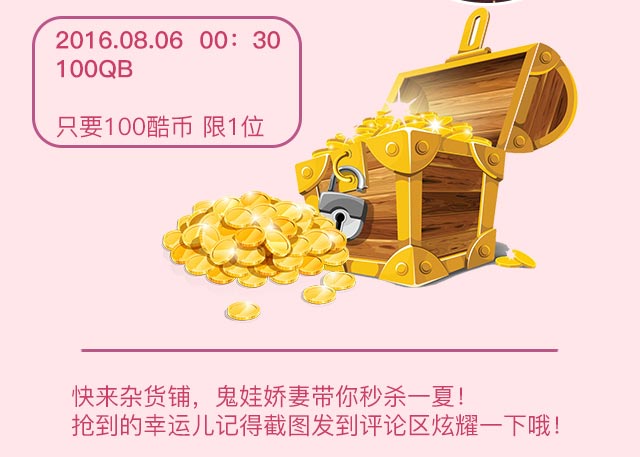 2016.08.06 00：30
100QB
只要100酷币 限1位
快来杂货铺，鬼娃娇妻带你秒杀一夏！
抢到的幸运儿记得截图发到评论区炫耀一下哦！